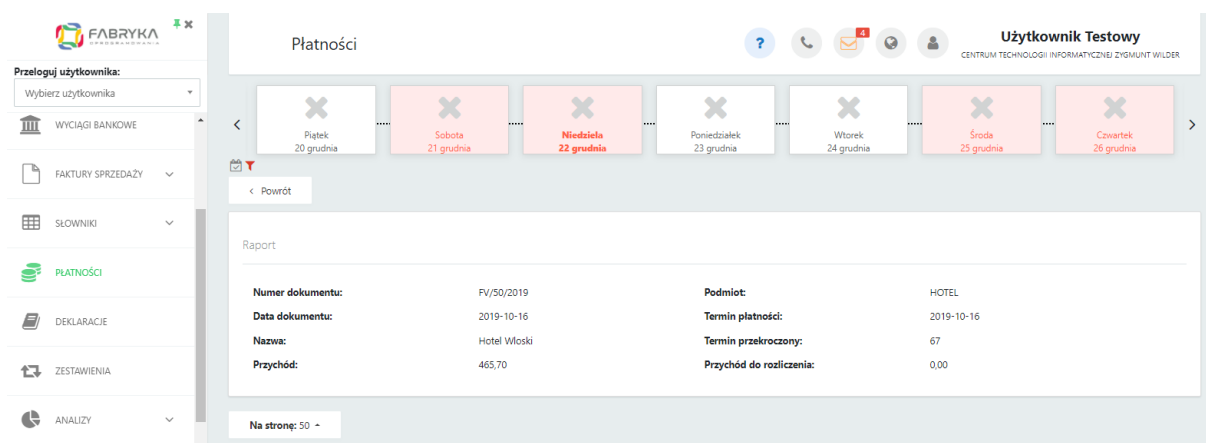 FABRYKA
OPROGRAMOWANIA
Przeloguj użytkownika:
Wybierz użytkownika
WYCIĄGI BANKOWE
FAKTURY SPRZEDAŻY
SŁOWNIKI
PŁATNOŚCI
DEKLARACJE
ZESTAWIENIA
ANALIZY
Płatności
?
4
Użytkownik Testowy
CENTRUM TECHNOLOGII INFORMATYCZNEJ ZYGMUNT WILDER
Piątek
20 grudnia
Sobota
21 grudnia
Niedziela
22 grudnia
Poniedziałek
23 grudnia
Wtorek
24 grudnia
Środa
25 grudnia
Czwartek
26 grudnia
Powrót
Raport
Numer dokumentu: FV/50/2019 Podmiot: HOTEL
Data dokumentu: 2019-10-16 Termin płatności: 2019-10-16
Nazwa: Hotel Wloski Termin przekroczony: 67
Przychód: 465,70 Przychód do rozliczenia: 0,00
Na stronę: 50